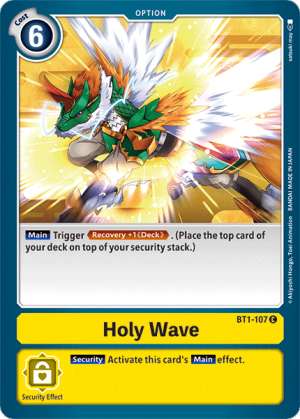 OPTION
Cost
6
satsuki may
Main Trigger Recovery +1《Deck》. (Place the top card of
your deck on top of your security stack.)
© Akiyoshi Hongo, Toei Animation BANDAI MADE IN JAPAN
BT1-107 C
Holy Wave
Security Activate this card's Main effect.
Security Effect